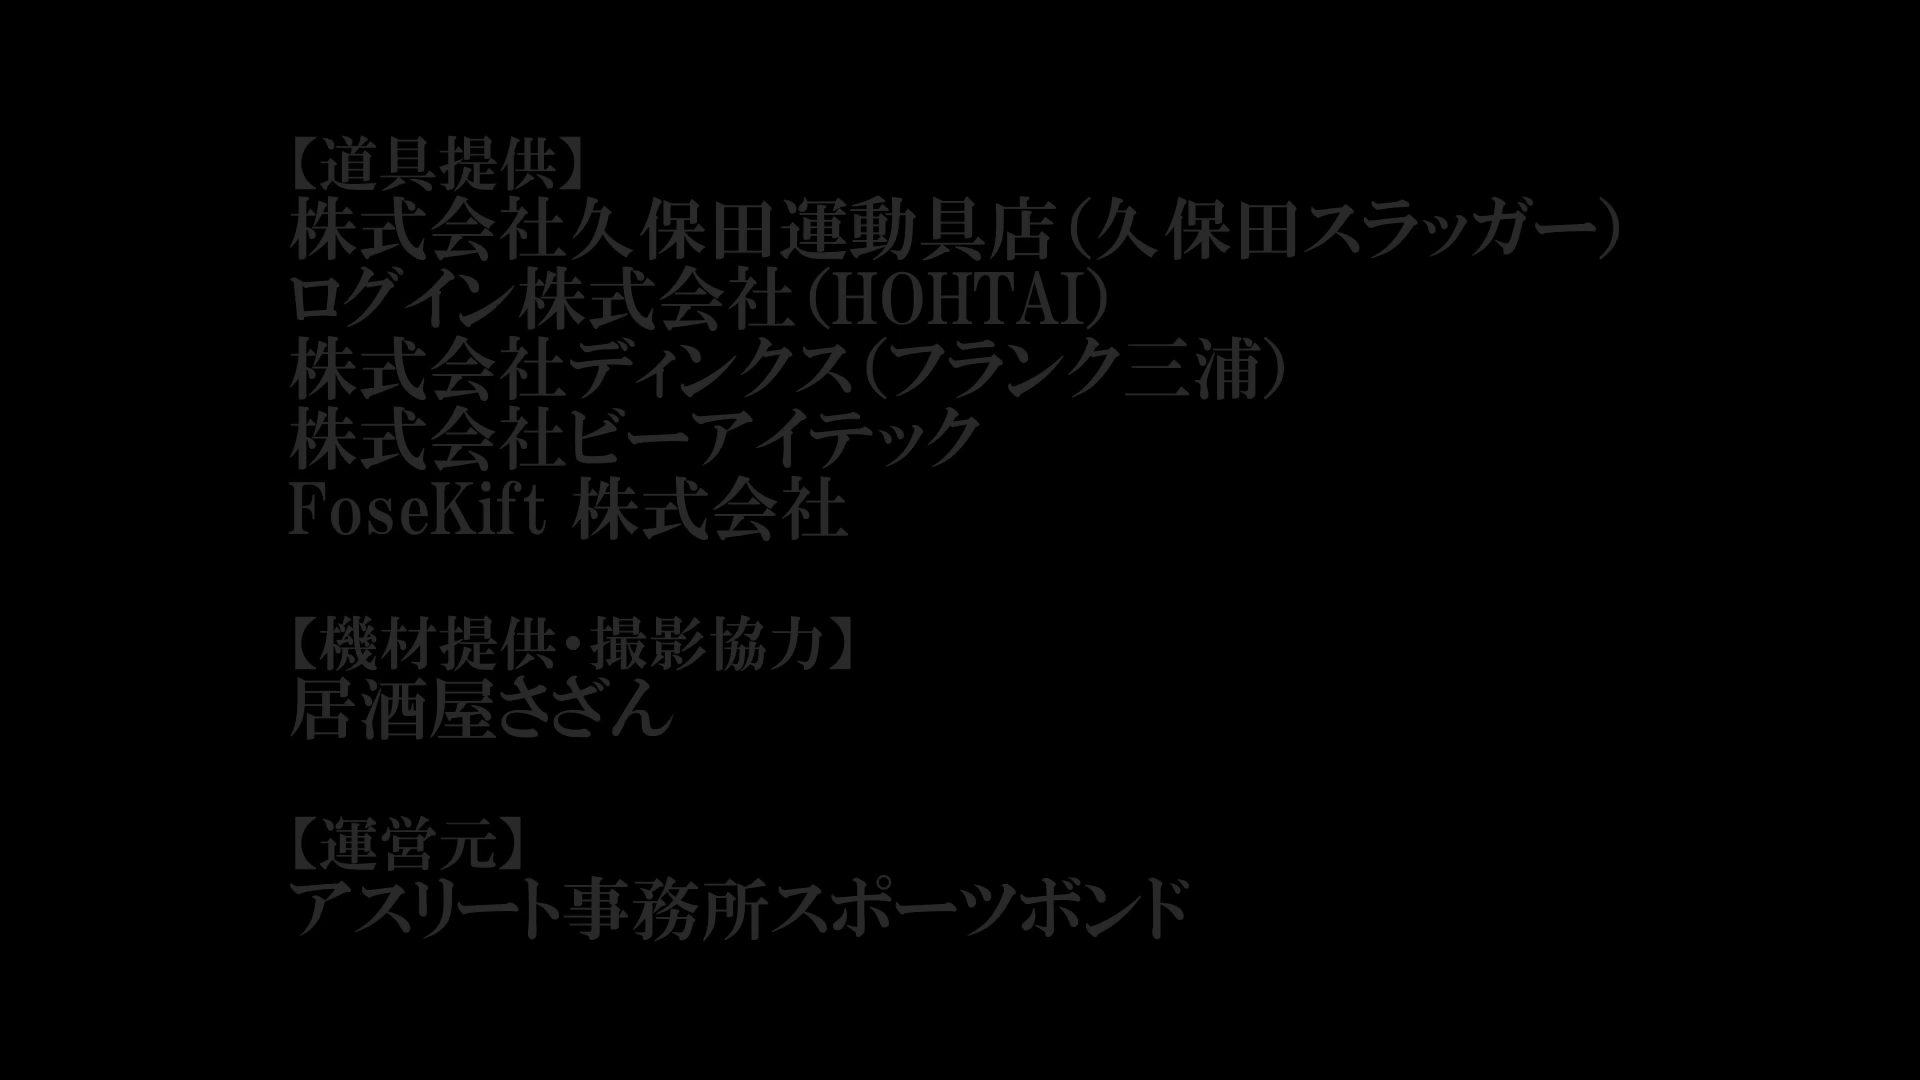 【道具提供】
株式会社久保田運動具店（久保田スラッガー）
ログイン株式会社（HOHTAI）
株式会社ディンクス（フランク三浦）
株式会社ビーアイテック
FoseKift 株式会社
【機材提供・撮影協力】
居酒屋さざん
【運営元】
アスリート事務所スポーツボンド